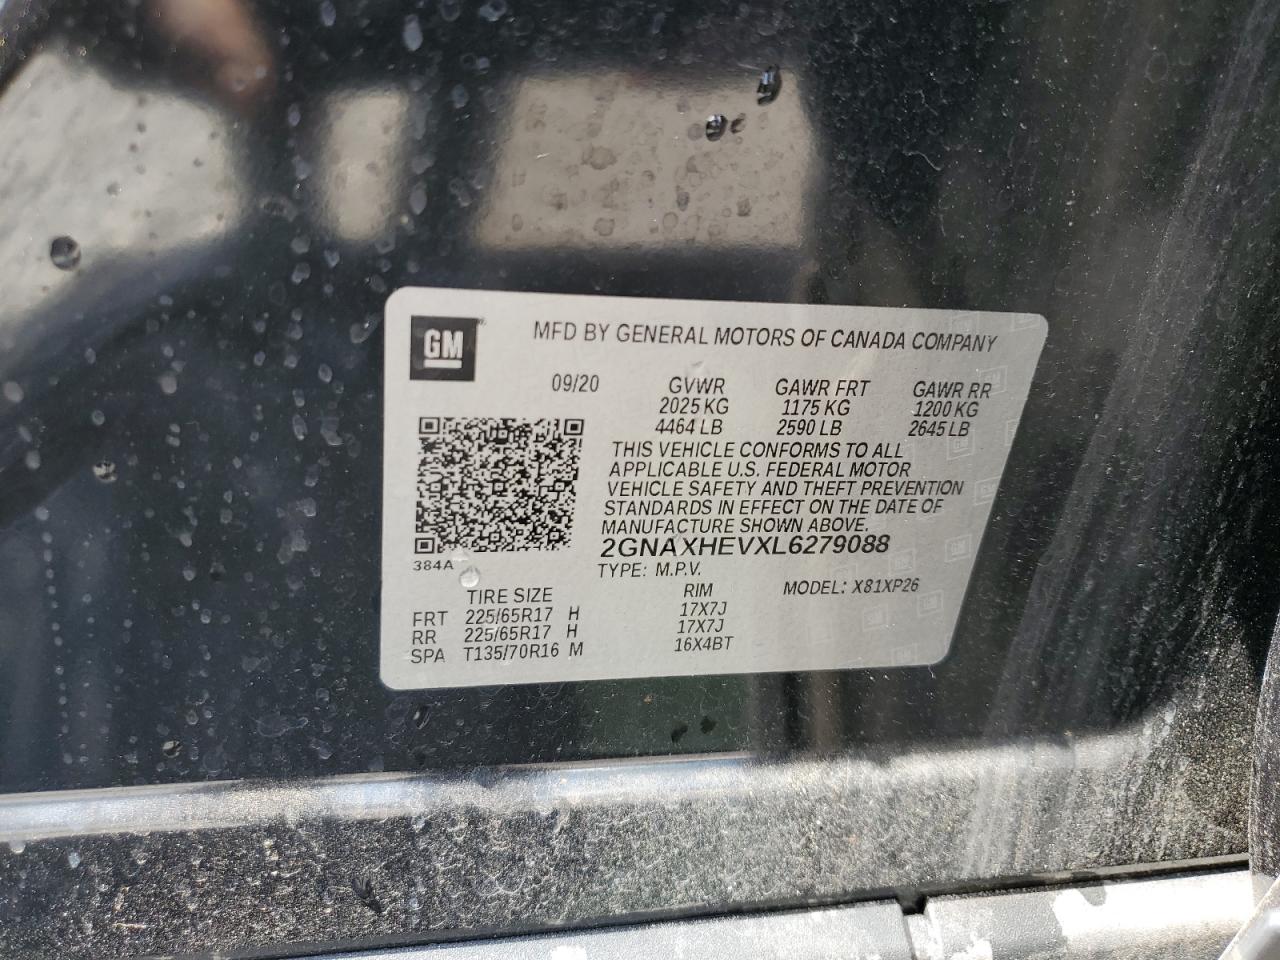 GM
MFD BY GENERAL MOTORS OF CANADA COMPANY
09/20 GVWR GAWR FRT GAWR RR
2025 KG 1175 KG 1200 KG
4464 LB 2590 LB 2645 LB
THIS VEHICLE CONFORMS TO ALL
APPLICABLE U.S. FEDERAL MOTOR
VEHICLE SAFETY AND THEFT PREVENTION
STANDARDS IN EFFECT ON THE DATE OF
MANUFACTURE SHOWN ABOVE.
2GNAXHEVXL6279088
384A
TYPE: M.P.V. MODEL: X81XP26
TIRE SIZE RIM
FRT 225/65R17 H 17X7J
RR 225/65R17 H 17X7J
SPA T135/70R16 M 16X4BT